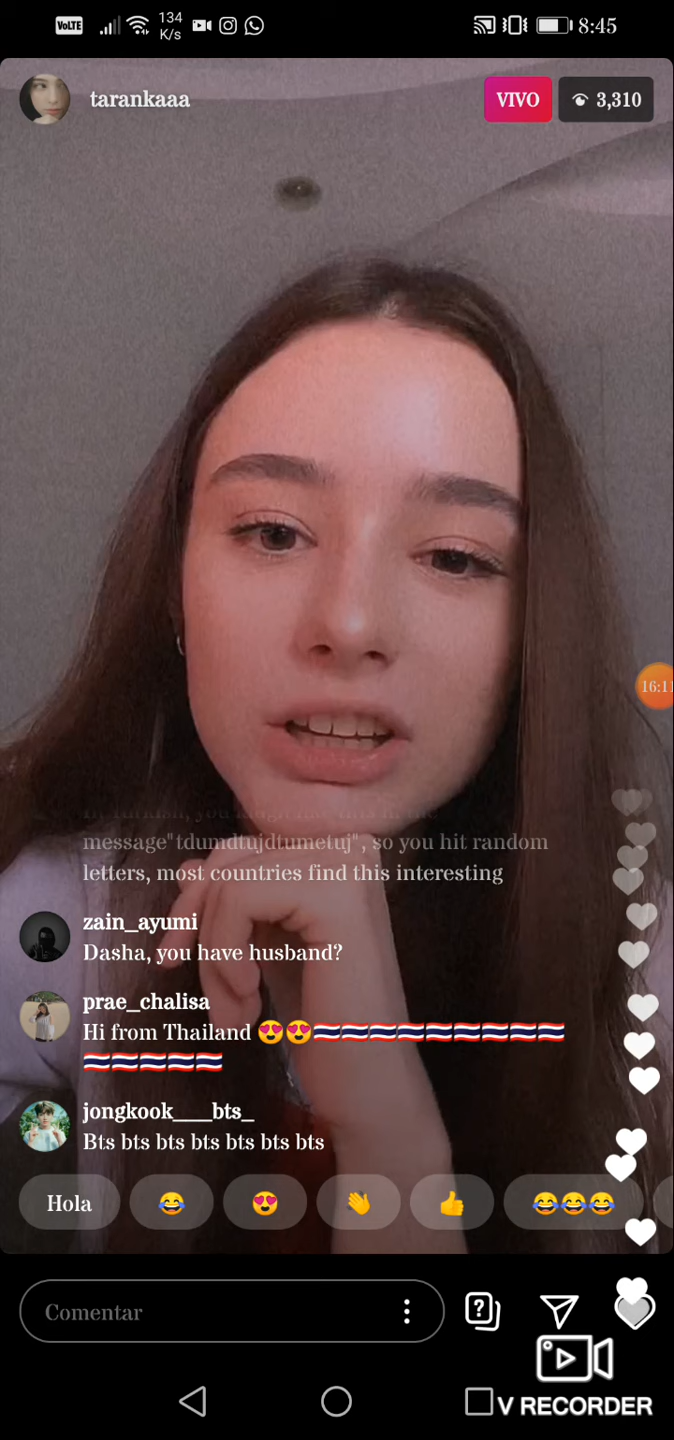 VoLTE 134 K/s 8:45
tarankaaa VIVO 3,310
16:11
message"tdumdtujdtumetuj", so you hit random
letters, most countries find this interesting
zain_ayumi
Dasha, you have husband?
prae_chalisa
Hi from Thailand 😍😍🇹🇭🇹🇭🇹🇭🇹🇭🇹🇭🇹🇭🇹🇭🇹🇭🇹🇭
🇹🇭🇹🇭🇹🇭🇹🇭🇹🇭
jongkook___bts_
Bts bts bts bts bts bts bts
Hola 😂 😍 👋 👍 😂😂😂
Comentar
V RECORDER